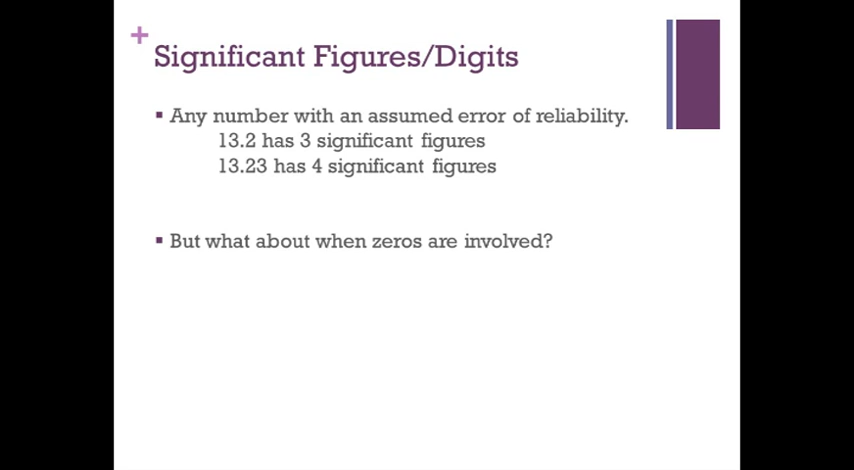 +
Significant Figures/Digits
▪ Any number with an assumed error of reliability.
13.2 has 3 significant figures
13.23 has 4 significant figures
▪ But what about when zeros are involved?